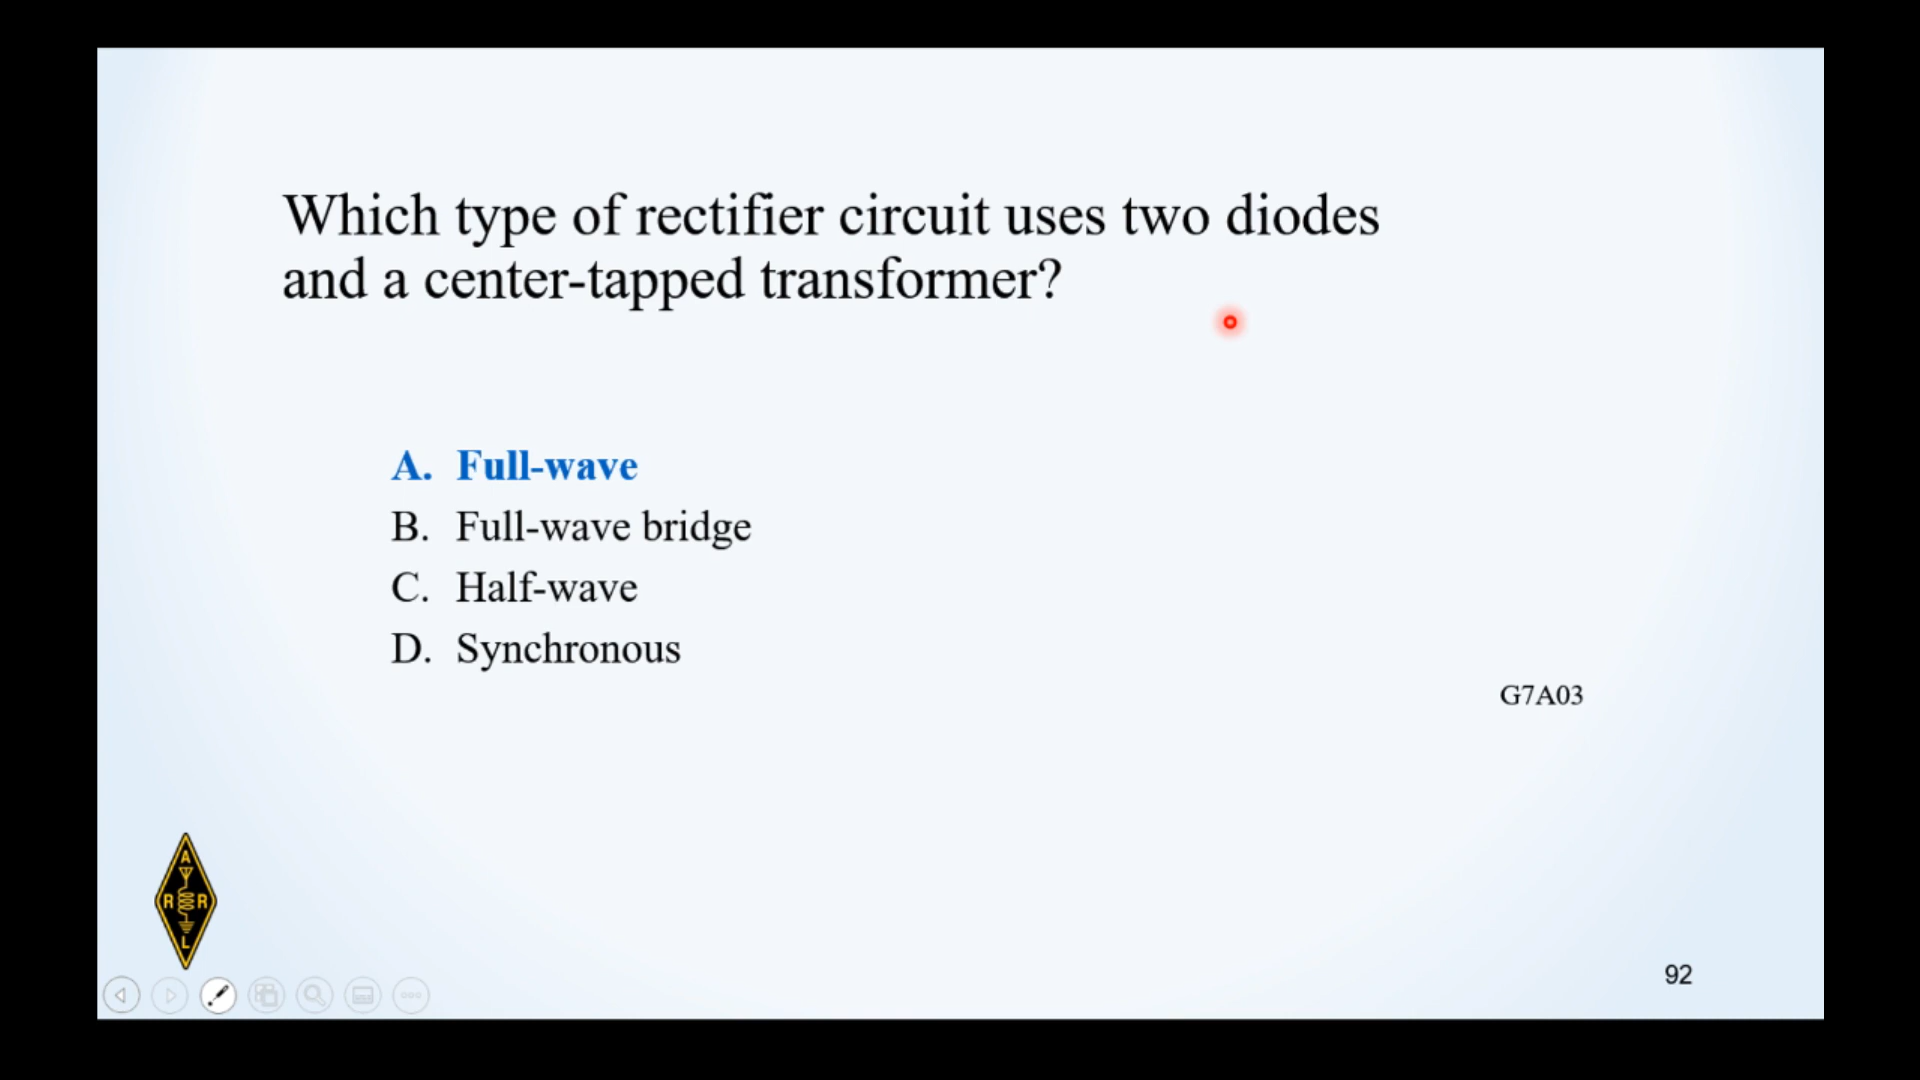 Which type of rectifier circuit uses two diodes
and a center-tapped transformer?
A. Full-wave
B. Full-wave bridge
C. Half-wave
D. Synchronous
G7A03
A
R R
L
92